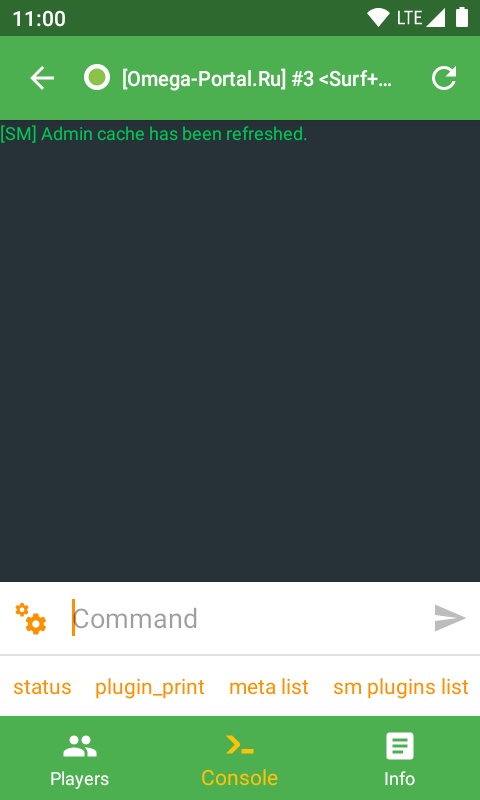 11:00
LTE
[Omega-Portal.Ru] #3 <Surf+...
[SM] Admin cache has been refreshed.
Command
status plugin_print meta list sm plugins list
Players Console Info